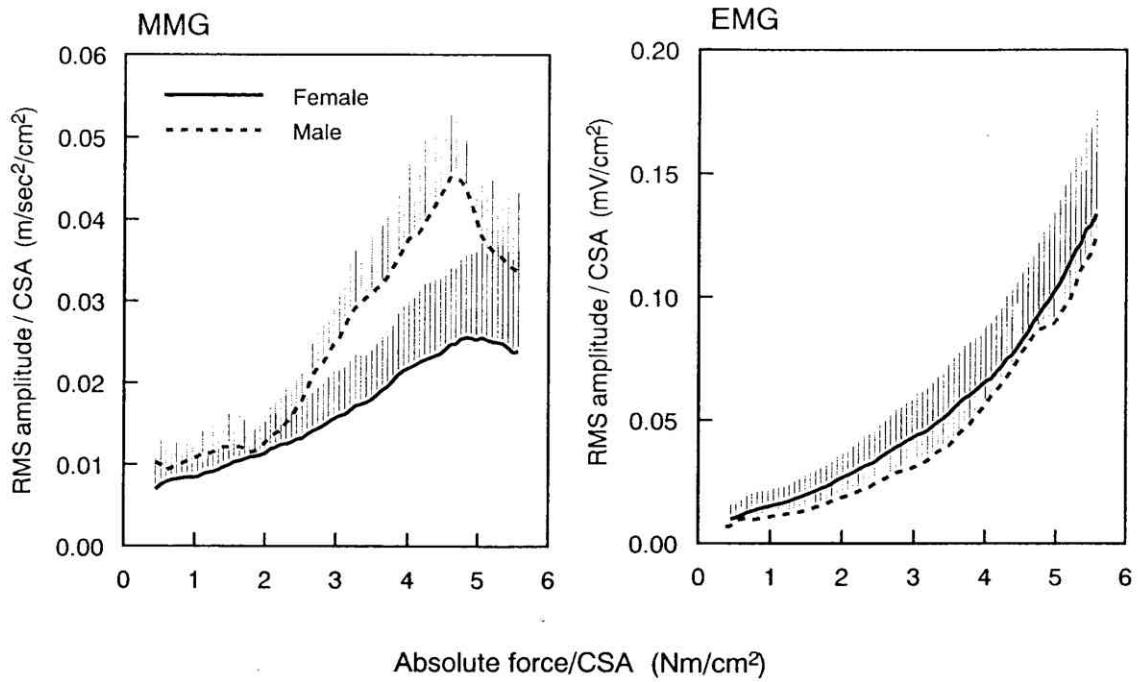 MMG
0.06
0.05
0.04
0.03
0.02
0.01
0.00
RMS amplitude / CSA (m/sec²/cm²)
Female
Male
0 1 2 3 4 5 6
EMG
0.20
0.15
0.10
0.05
0.00
RMS amplitude / CSA (mV/cm²)
0 1 2 3 4 5 6
Absolute force/CSA (Nm/cm²)